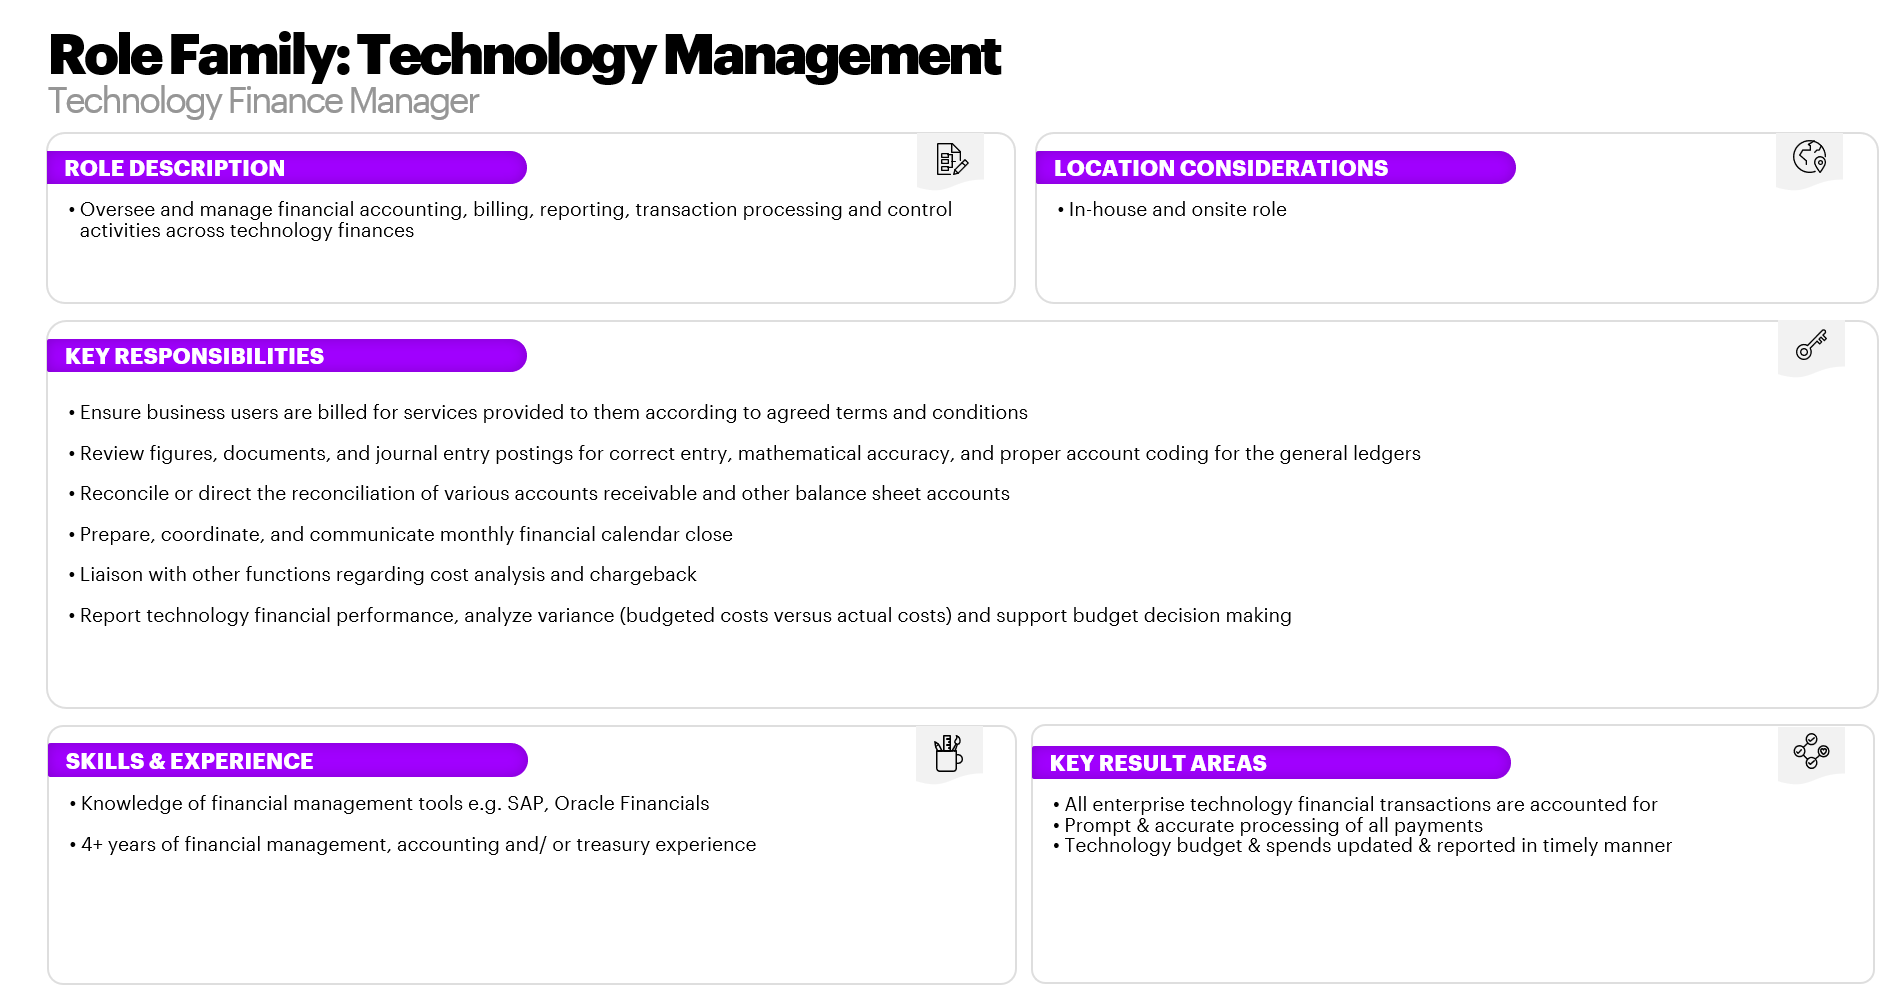 Role Family: Technology Management
Technology Finance Manager
ROLE DESCRIPTION
• Oversee and manage financial accounting, billing, reporting, transaction processing and control
activities across technology finances
LOCATION CONSIDERATIONS
• In-house and onsite role
KEY RESPONSIBILITIES
• Ensure business users are billed for services provided to them according to agreed terms and conditions
• Review figures, documents, and journal entry postings for correct entry, mathematical accuracy, and proper account coding for the general ledgers
• Reconcile or direct the reconciliation of various accounts receivable and other balance sheet accounts
• Prepare, coordinate, and communicate monthly financial calendar close
• Liaison with other functions regarding cost analysis and chargeback
• Report technology financial performance, analyze variance (budgeted costs versus actual costs) and support budget decision making
SKILLS & EXPERIENCE
• Knowledge of financial management tools e.g. SAP, Oracle Financials
• 4+ years of financial management, accounting and/ or treasury experience
KEY RESULT AREAS
• All enterprise technology financial transactions are accounted for
• Prompt & accurate processing of all payments
• Technology budget & spends updated & reported in timely manner